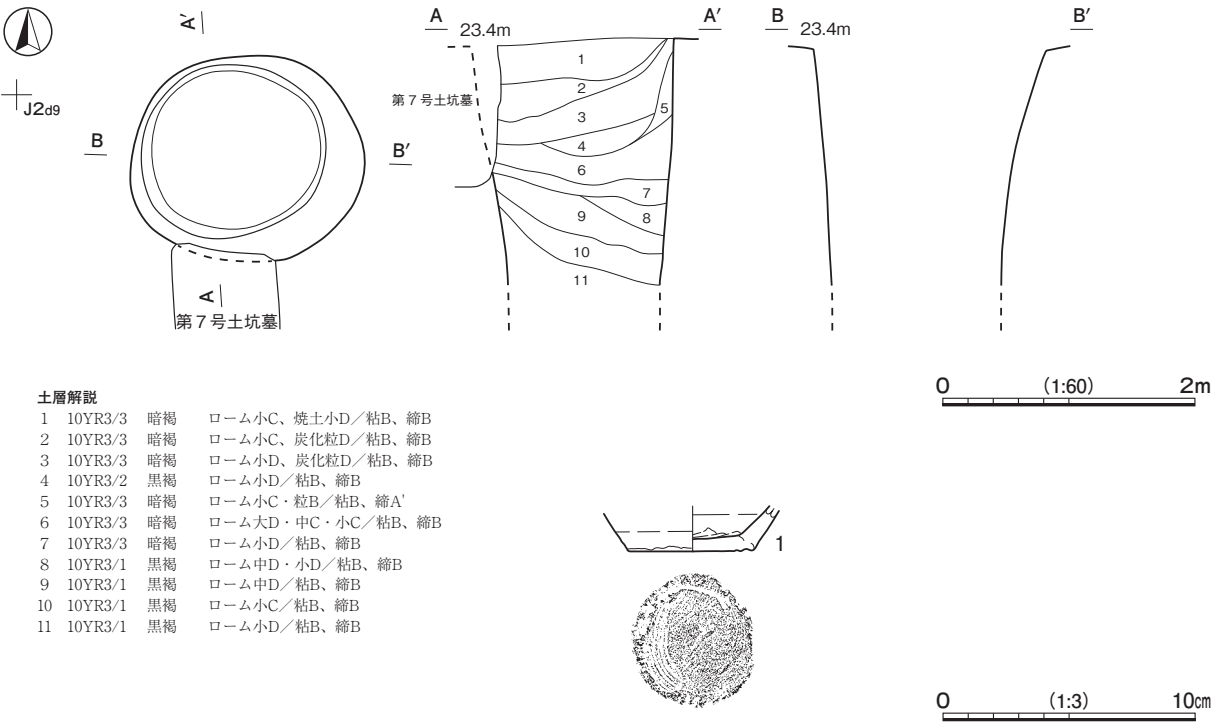 A′
A 23.4m A′
B 23.4m B′
J2d9
B
B′
A
第7号土坑墓
第7号土坑墓
1
2
3
4
5
6
7
8
9
10
11
0 (1:60) 2m
土層解説
1 10YR3/3 暗褐 ローム小C、焼土小D／粘B、締B
2 10YR3/3 暗褐 ローム小C、炭化粒D／粘B、締B
3 10YR3/3 暗褐 ローム小D、炭化粒D／粘B、締B
4 10YR3/2 黒褐 ローム小D／粘B、締B
5 10YR3/3 暗褐 ローム小C・粒B／粘B、締A'
6 10YR3/3 暗褐 ローム大D・中C・小C／粘B、締B
7 10YR3/3 暗褐 ローム小D／粘B、締B
8 10YR3/1 黒褐 ローム中D・小D／粘B、締B
9 10YR3/1 黒褐 ローム中D／粘B、締B
10 10YR3/1 黒褐 ローム小C／粘B、締B
11 10YR3/1 黒褐 ローム小D／粘B、締B
1
0 (1:3) 10cm